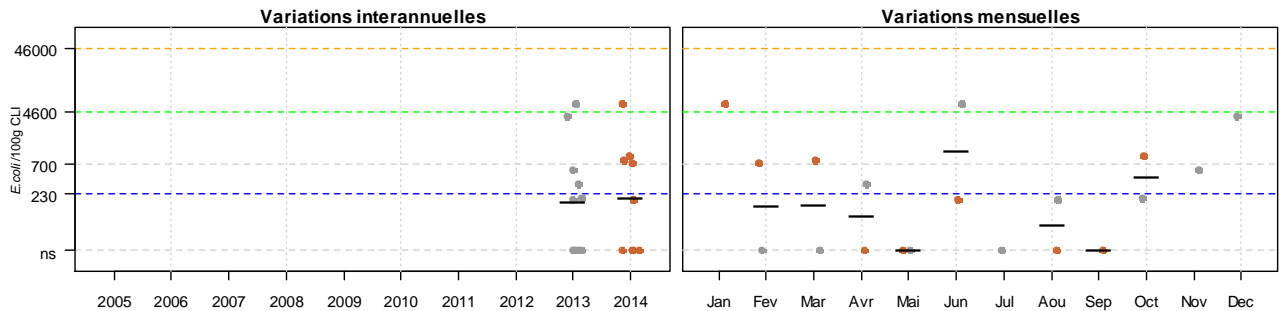 Variations interannuelles
Variations mensuelles
E.coli/100g CLI
46000
4600
700
230
ns
2005 2006 2007 2008 2009 2010 2011 2012 2013 2014
Jan Fev Mar Avr Mai Jun Jul Aou Sep Oct Nov Dec